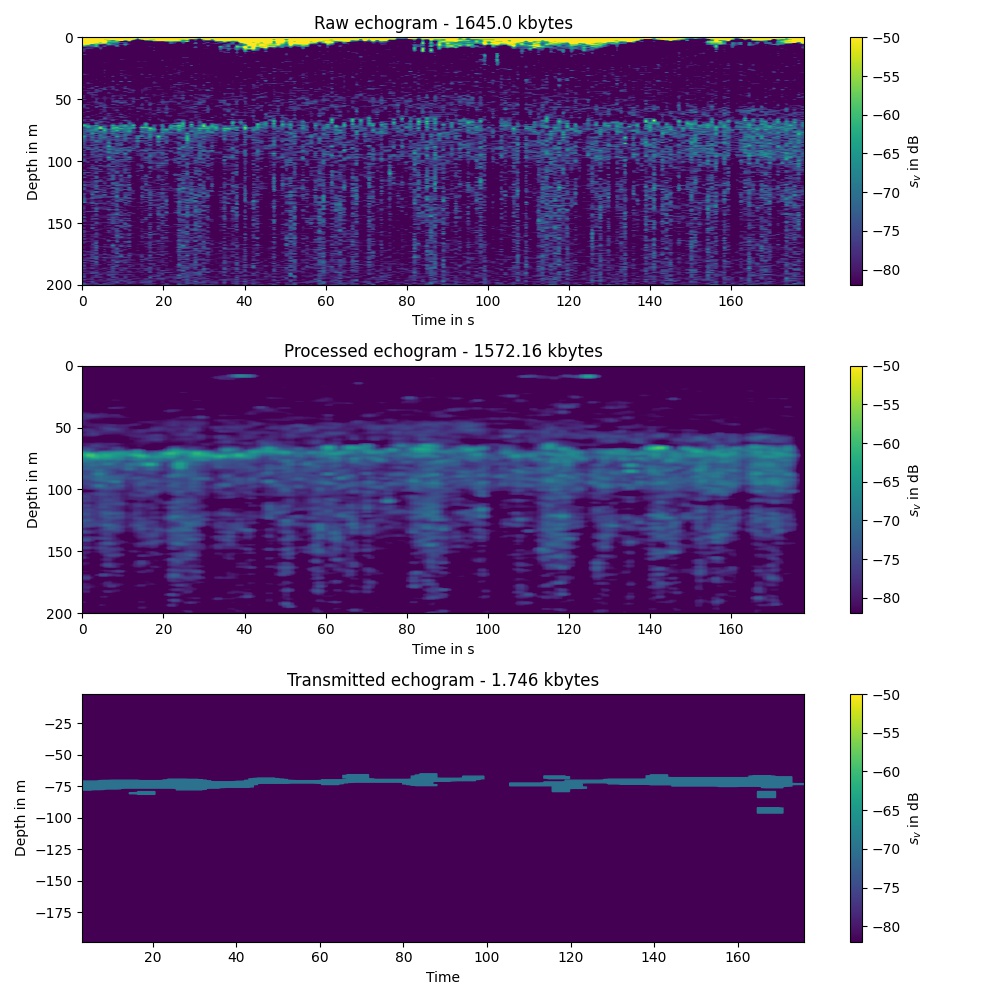 Raw echogram - 1645.0 kbytes
0
50
100
150
200
Depth in m
0 20 40 60 80 100 120 140 160
Time in s
−50
−55
−60
−65
−70
−75
−80
sv in dB
Processed echogram - 1572.16 kbytes
0
50
100
150
200
Depth in m
0 20 40 60 80 100 120 140 160
Time in s
−50
−55
−60
−65
−70
−75
−80
sv in dB
Transmitted echogram - 1.746 kbytes
−25
−50
−75
−100
−125
−150
−175
Depth in m
20 40 60 80 100 120 140 160
Time
−50
−55
−60
−65
−70
−75
−80
sv in dB